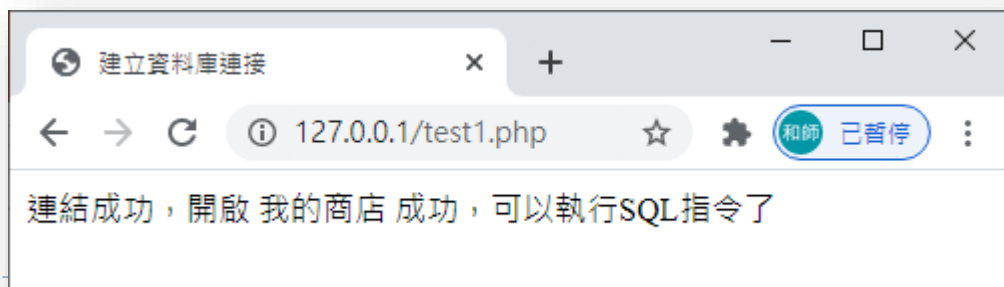 建立資料庫連接
127.0.0.1/test1.php
和師 已暫停
連結成功，開啟 我的商店 成功，可以執行SQL指令了